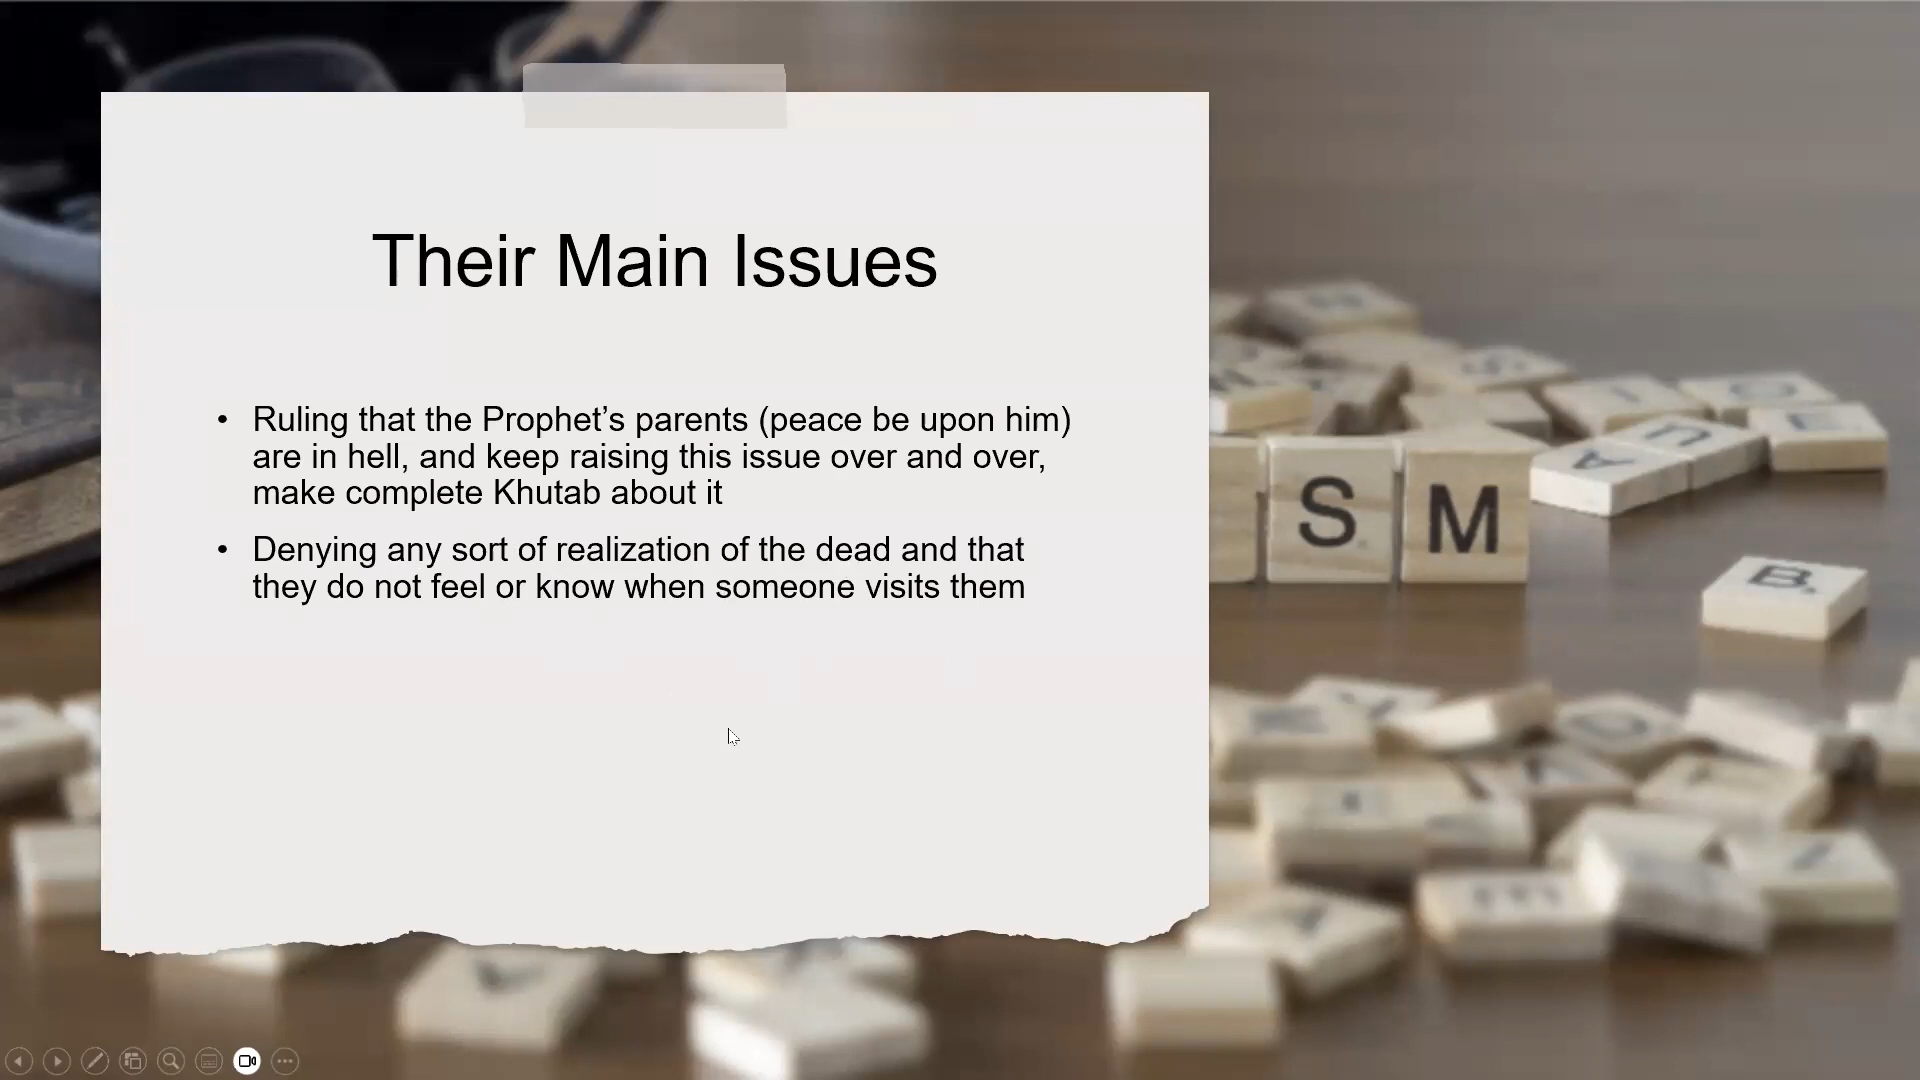 Their Main Issues
• Ruling that the Prophet’s parents (peace be upon him)
are in hell, and keep raising this issue over and over,
make complete Khutab about it
• Denying any sort of realization of the dead and that
they do not feel or know when someone visits them
S M
B